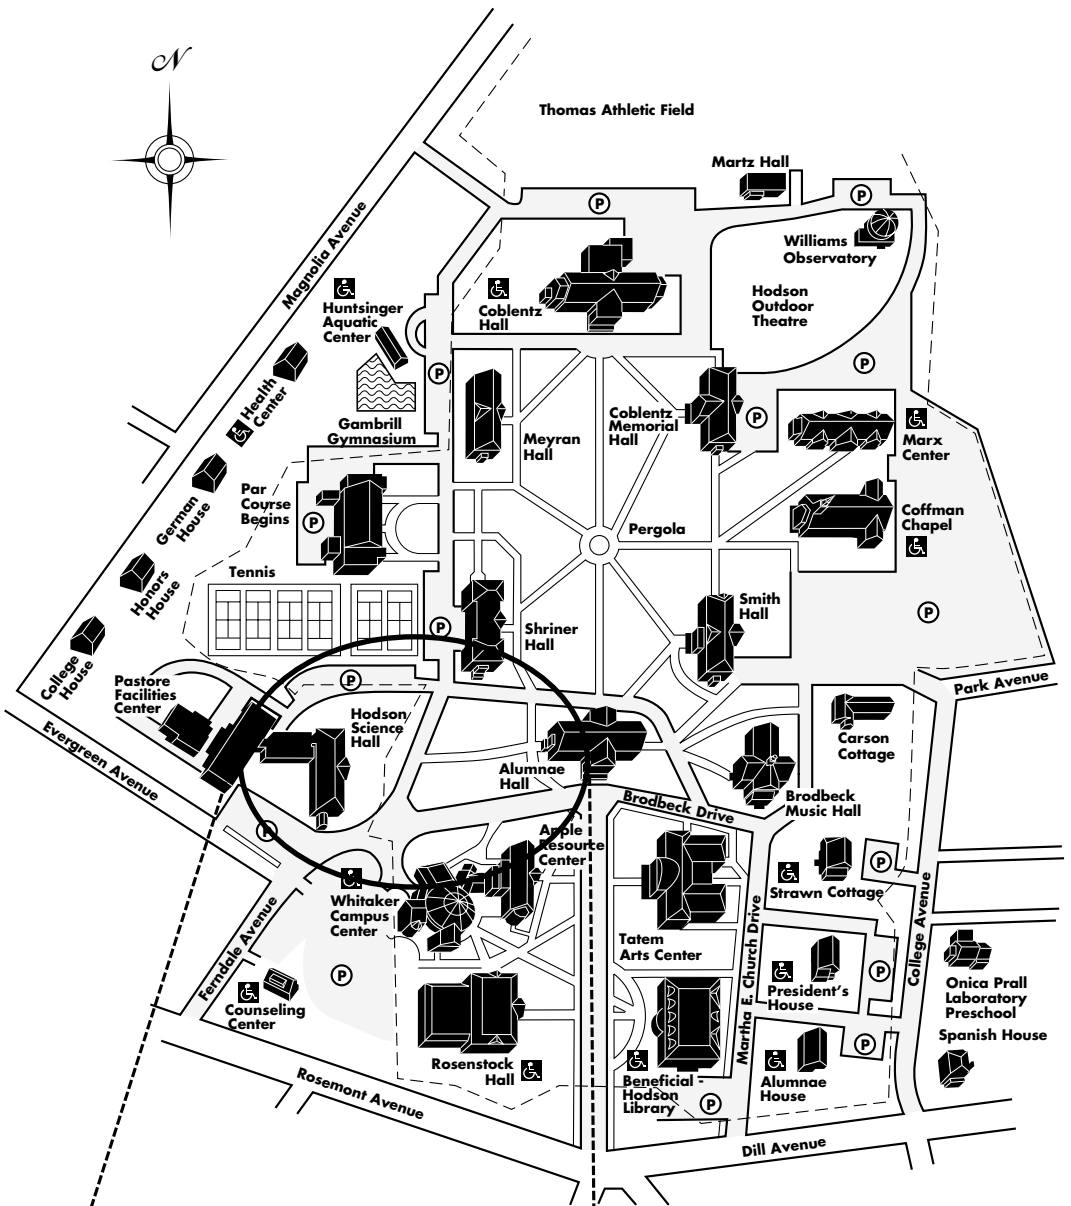 N
Thomas Athletic Field
Martz Hall
P
P
Williams
Observatory
Magnolia Avenue
Huntsinger
Aquatic
Center
Coblentz
Hall
Hodson
Outdoor
Theatre
P
P
Health
Center
Gambrill
Gymnasium
Meyran
Hall
Coblentz
Memorial
Hall
P
Marx
Center
German
House
Par
Course
Begins
P
Pergola
Coffman
Chapel
Honors
House
Tennis
P
Shriner
Hall
Smith
Hall
P
College
House
Pastore
Facilities
Center
P
Hodson
Science
Hall
Park Avenue
Evergreen Avenue
Alumnae
Hall
Carson
Cottage
Brodbeck Drive
Brodbeck
Music Hall
P
Apple
Resource
Center
P
Strawn Cottage
Whitaker
Campus
Center
Ferndale Avenue
P
Tatem
Arts Center
Martha E. Church Drive
College Avenue
P
President's
House
Onica Prall
Laboratory
Preschool
Counseling
Center
Rosenstock
Hall
Spanish House
P
Beneficial -
Hodson
Library
Alumnae
House
P
Rosemont Avenue
Dill Avenue